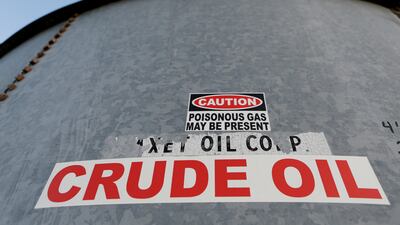 CAUTION
POISONOUS GAS
MAY BE PRESENT
OIL CORP.
CRUDE OIL